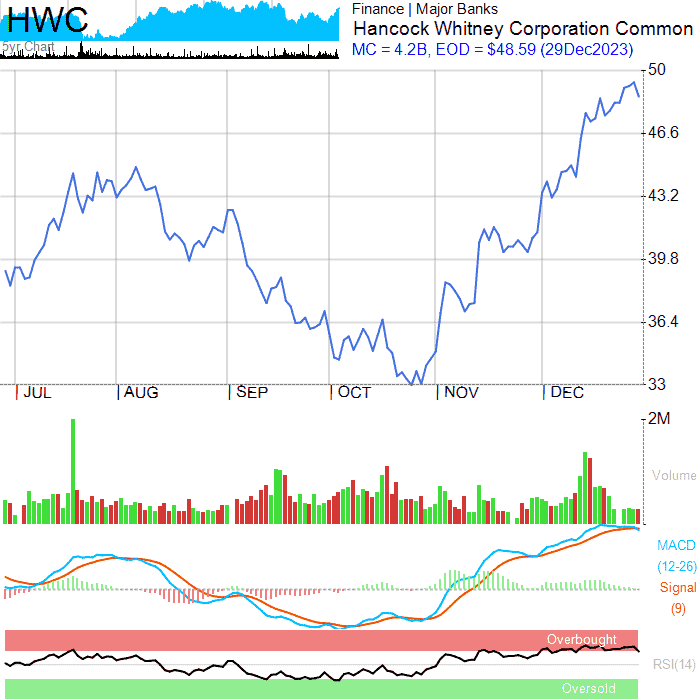 HWC
5yr Chart
Finance | Major Banks
Hancock Whitney Corporation Common
MC = 4.2B, EOD = $48.59 (29Dec2023)
50
46.6
43.2
39.8
36.4
33
JUL
AUG
SEP
OCT
NOV
DEC
2M
Volume
MACD
(12-26)
Signal
(9)
Overbought
RSI(14)
Oversold